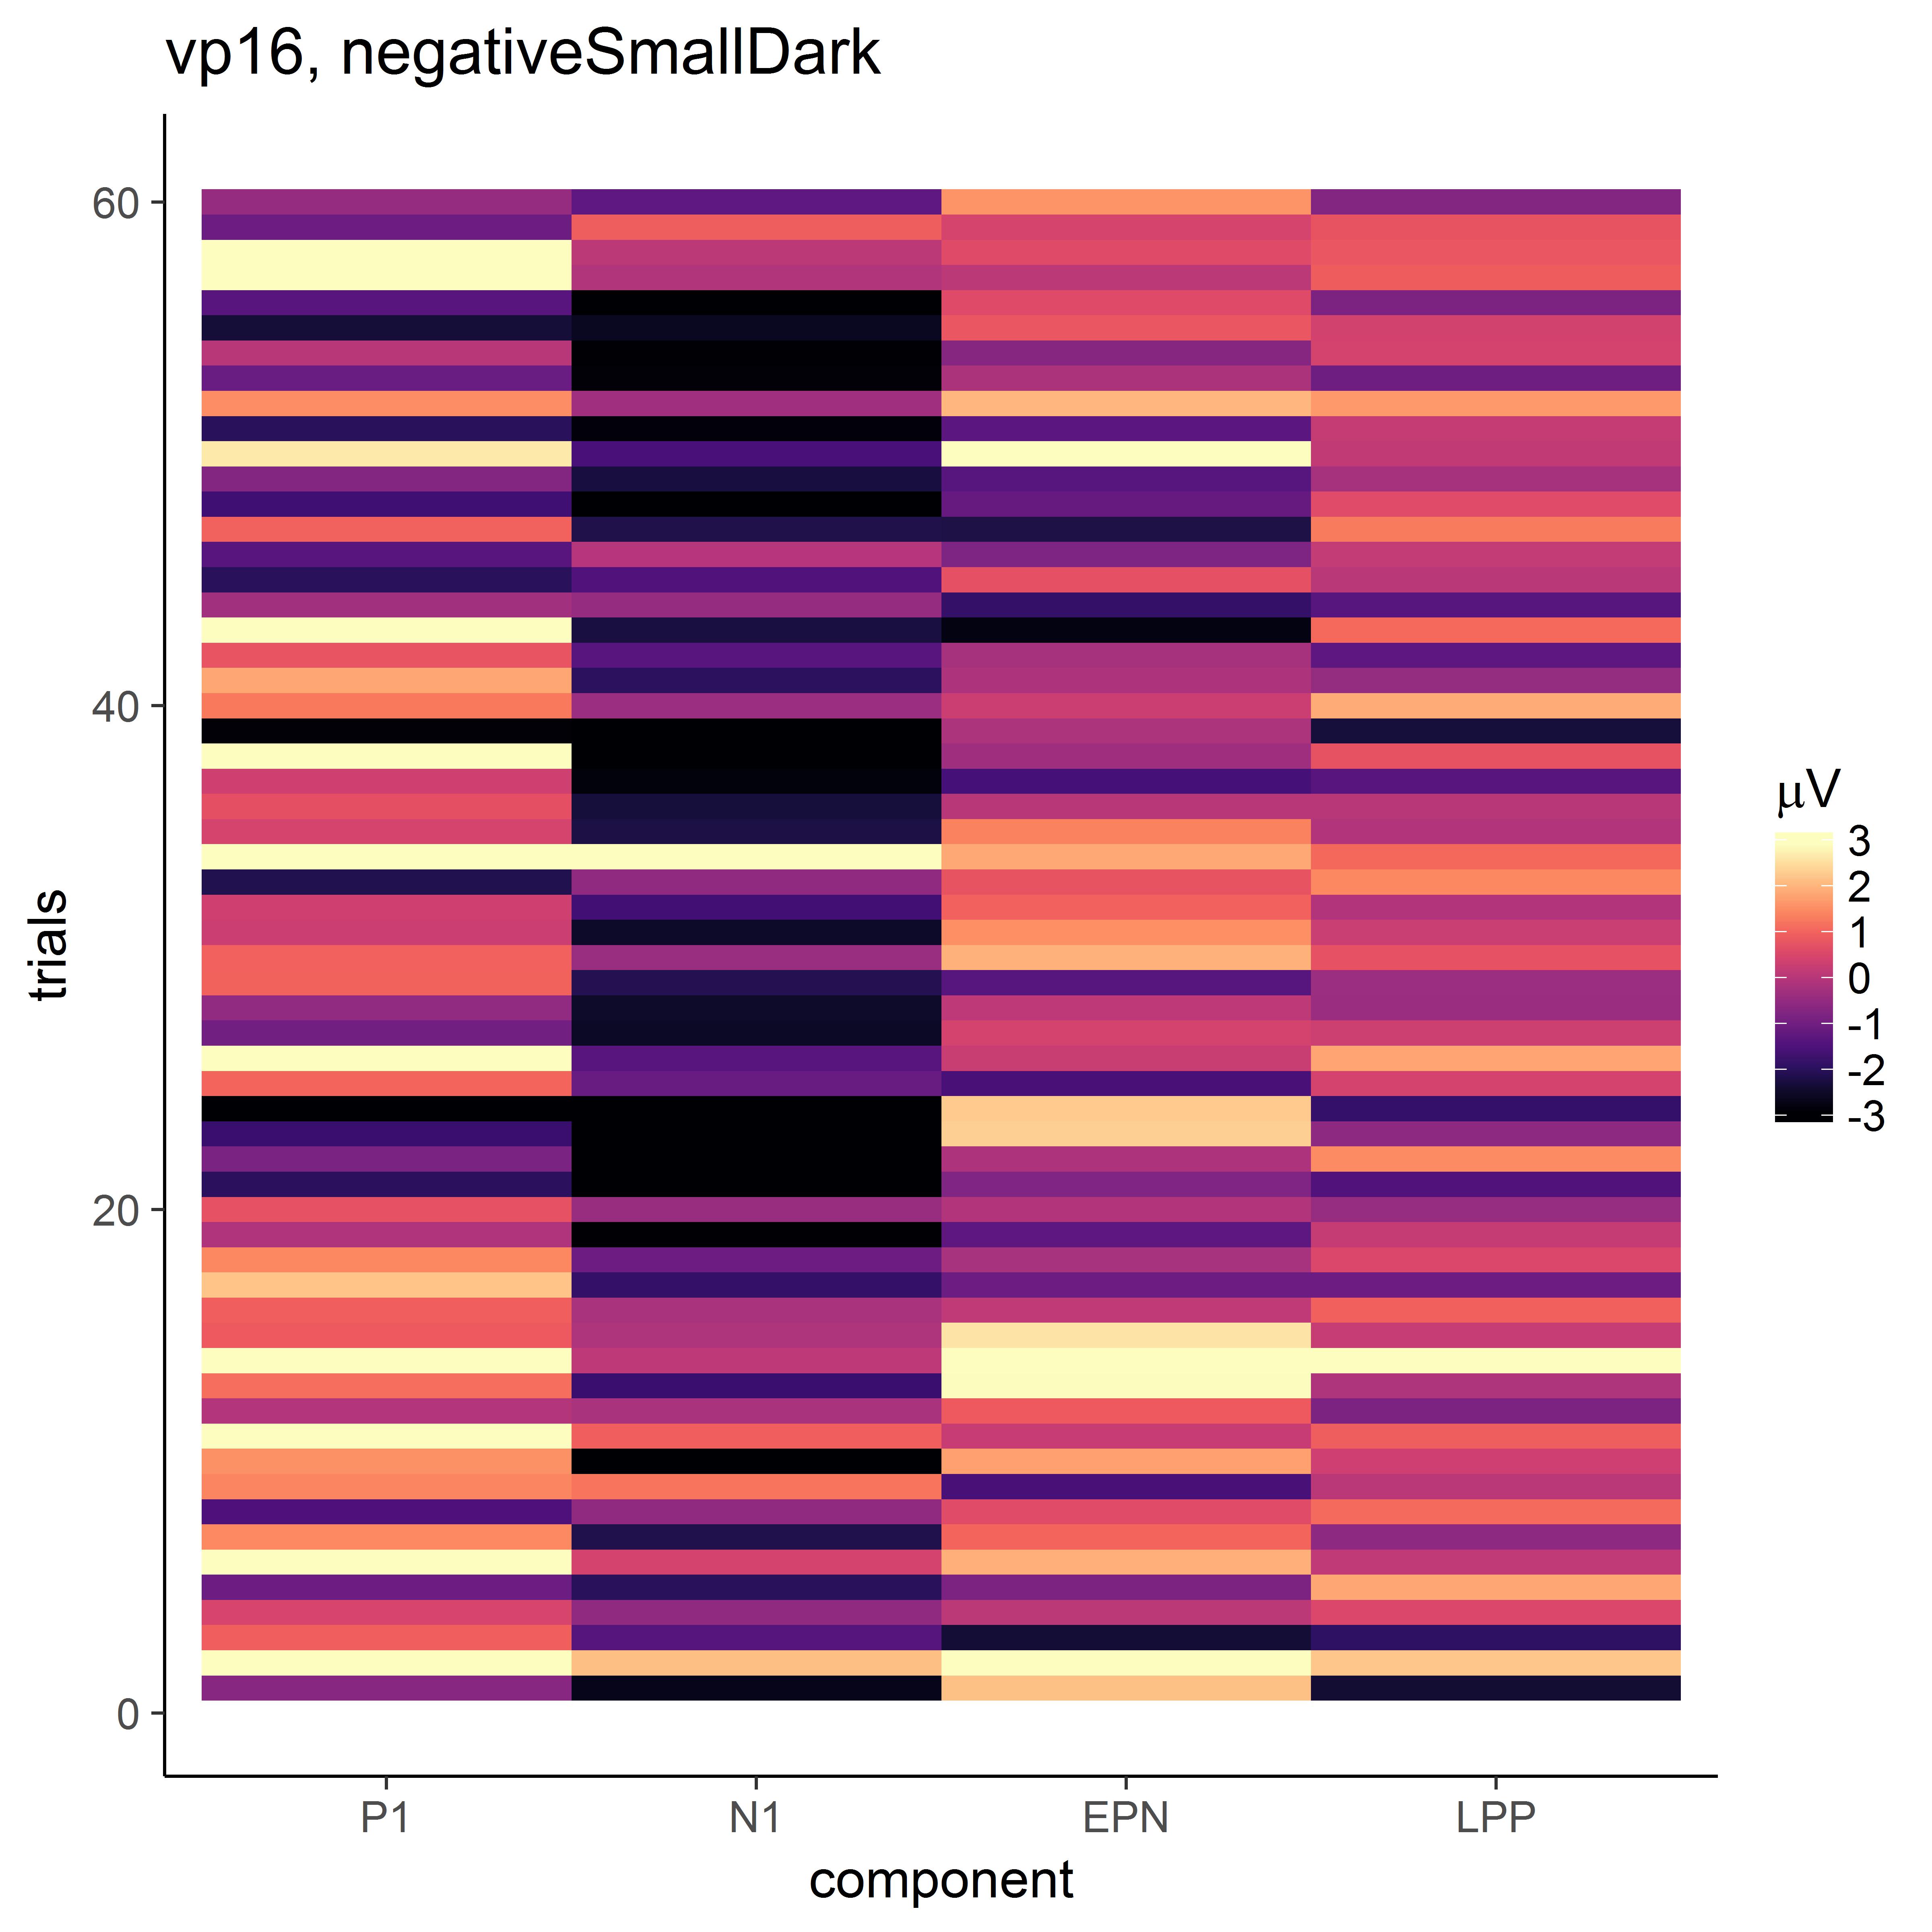 vp16, negativeSmallDark
60
40
20
0
trials
P1 N1 EPN LPP
component
μV
3
2
1
0
-1
-2
-3